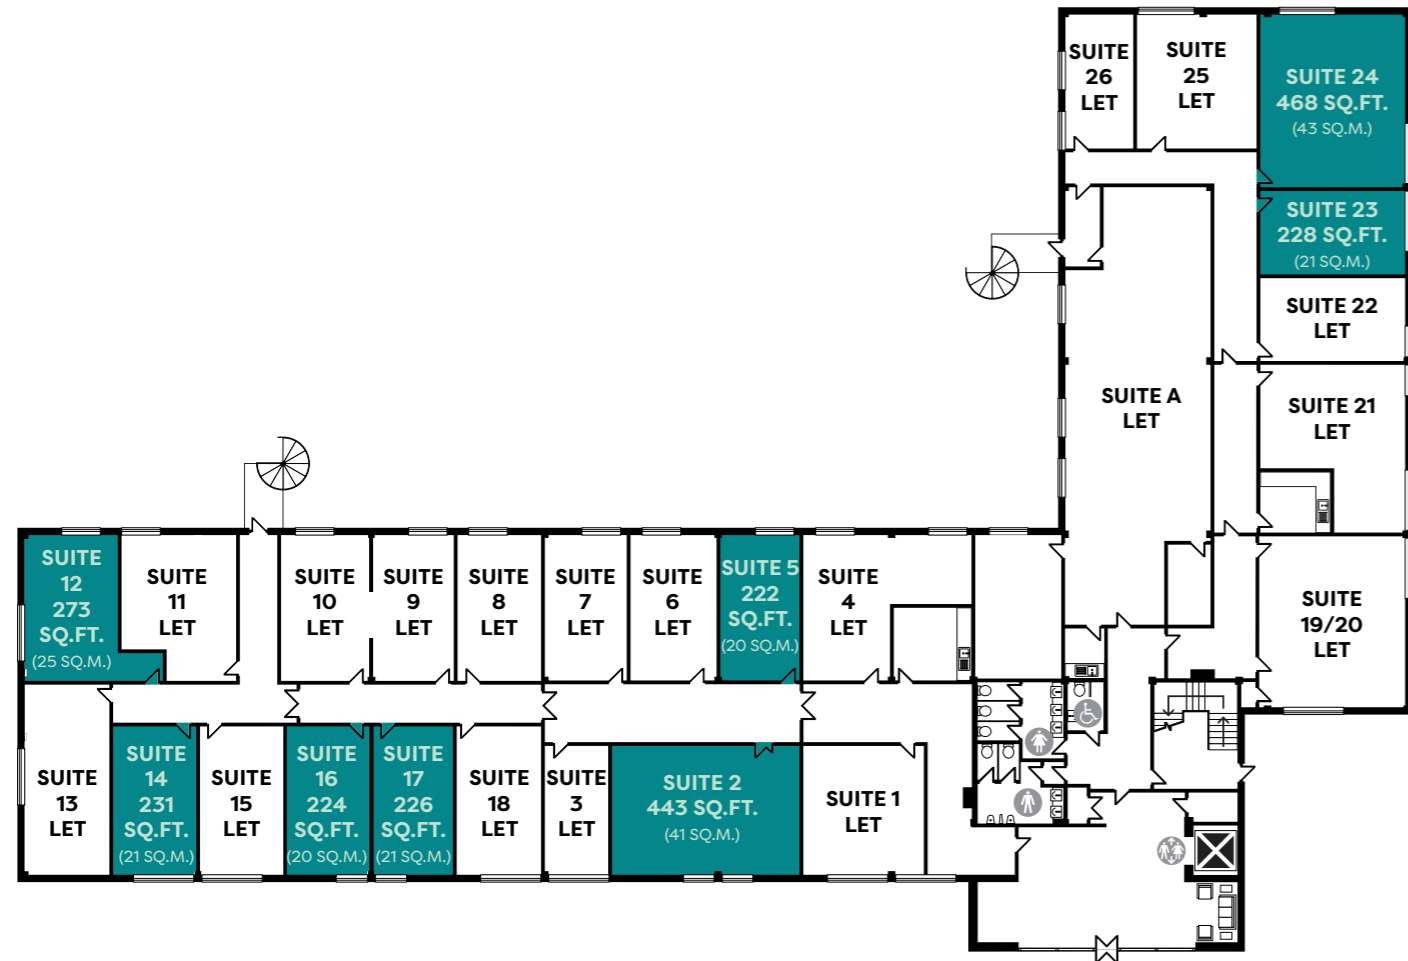 SUITE
26
LET
SUITE
25
LET
SUITE 24
468 SQ.FT.
(43 SQ.M.)
SUITE 23
228 SQ.FT.
(21 SQ.M.)
SUITE 22
LET
SUITE A
LET
SUITE 21
LET
SUITE
19/20
LET
SUITE
12
273
SQ.FT.
(25 SQ.M.)
SUITE
11
LET
SUITE
10
LET
SUITE
9
LET
SUITE
8
LET
SUITE
7
LET
SUITE
6
LET
SUITE 5
222
SQ.FT.
(20 SQ.M.)
SUITE
4
LET
SUITE
13
LET
SUITE
14
231
SQ.FT.
(21 SQ.M.)
SUITE
15
LET
SUITE
16
224
SQ.FT.
(20 SQ.M.)
SUITE
17
226
SQ.FT.
(21 SQ.M.)
SUITE
18
LET
SUITE
3
LET
SUITE 2
443 SQ.FT.
(41 SQ.M.)
SUITE 1
LET